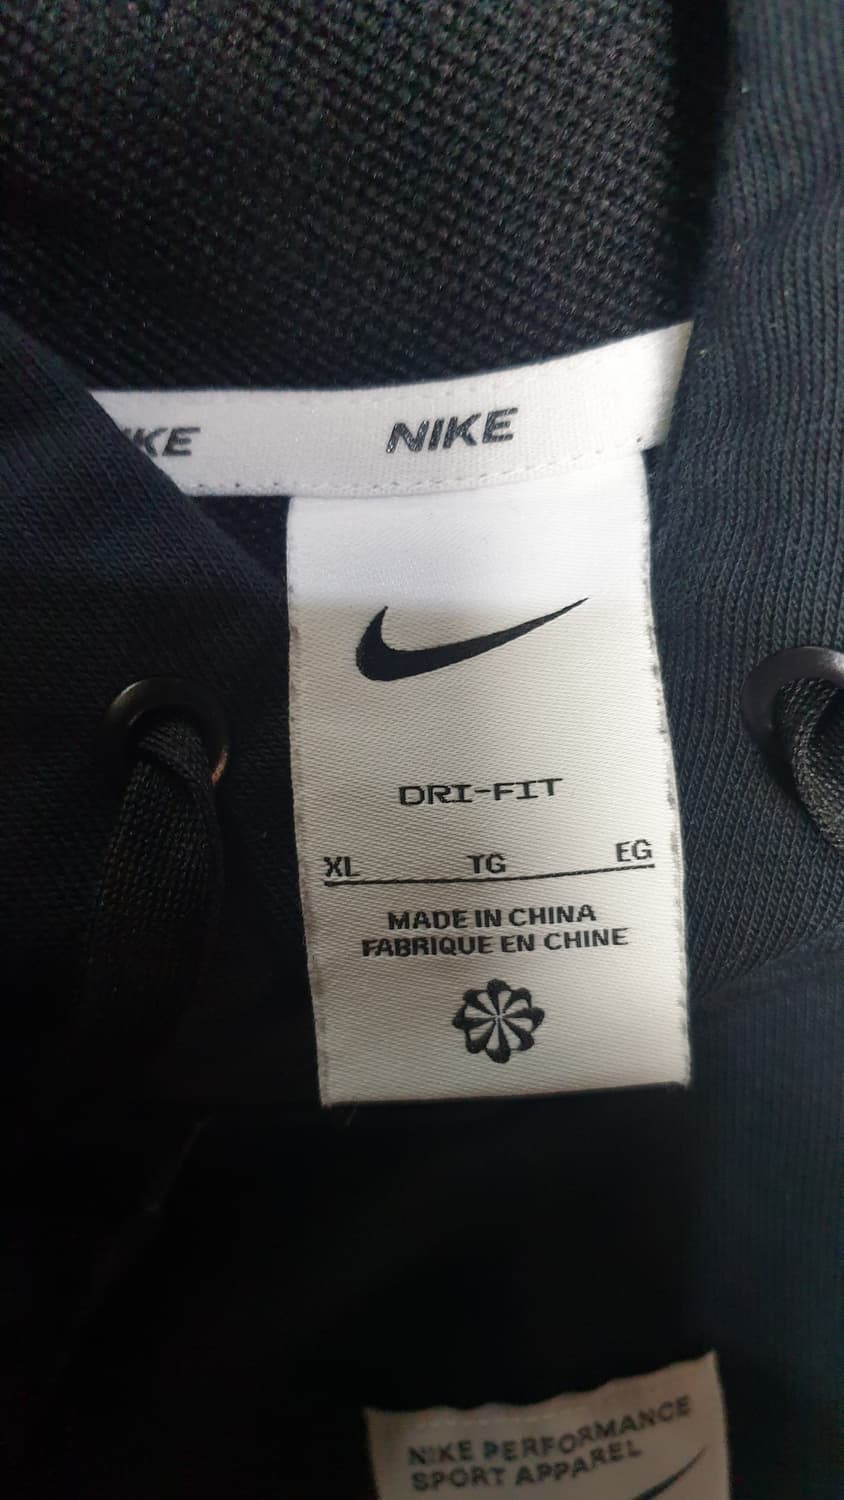 KE
NIKE
DRI-FIT
XL TG EG
MADE IN CHINA
FABRIQUE EN CHINE
NIKE PERFORMANCE
SPORT APPAREL